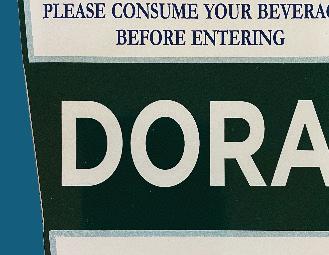 PLEASE CONSUME YOUR BEVERAG
BEFORE ENTERING
DORA